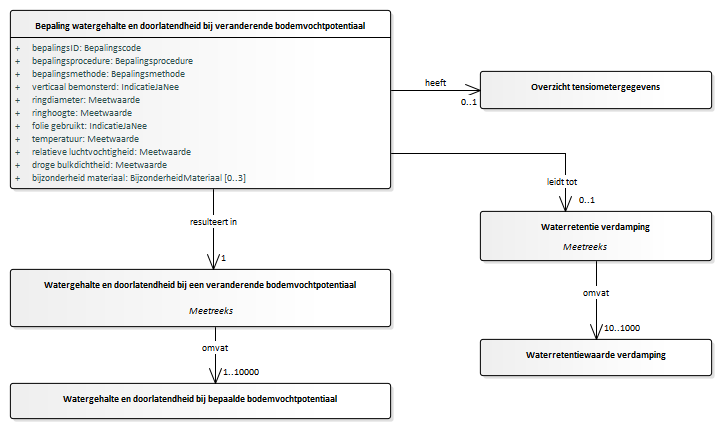 Bepaling watergehalte en doorlatendheid bij veranderende bodemvochtpotentiaal
+ bepalingsID: Bepalingscode
+ bepalingsprocedure: Bepalingsprocedure
+ bepalingsmethode: Bepalingsmethode
+ verticaal bemonsterd: IndicatieJaNee
+ ringdiameter: Meetwaarde
+ ringhoogte: Meetwaarde
+ folie gebruikt: IndicatieJaNee
+ temperatuur: Meetwaarde
+ relatieve luchtvochtigheid: Meetwaarde
+ droge bulkdichtheid: Meetwaarde
+ bijzonderheid materiaal: BijzonderheidMateriaal [0..3]
heeft
0..1
Overzicht tensiometergegevens
leidt tot
0..1
Waterretentie verdamping
Meetreeks
omvat
10..1000
Waterretentiewaarde verdamping
resulteert in
1
Watergehalte en doorlatendheid bij een veranderende bodemvochtpotentiaal
Meetreeks
omvat
1..10000
Watergehalte en doorlatendheid bij bepaalde bodemvochtpotentiaal